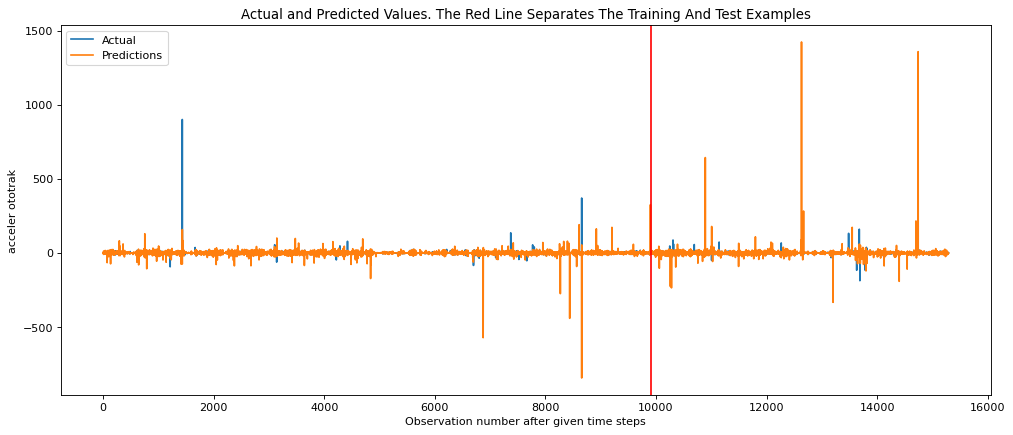 Actual and Predicted Values. The Red Line Separates The Training And Test Examples
Actual
Predictions
1500
1000
500
0
−500
acceler ototrak
0
2000
4000
6000
8000
10000
12000
14000
16000
Observation number after given time steps